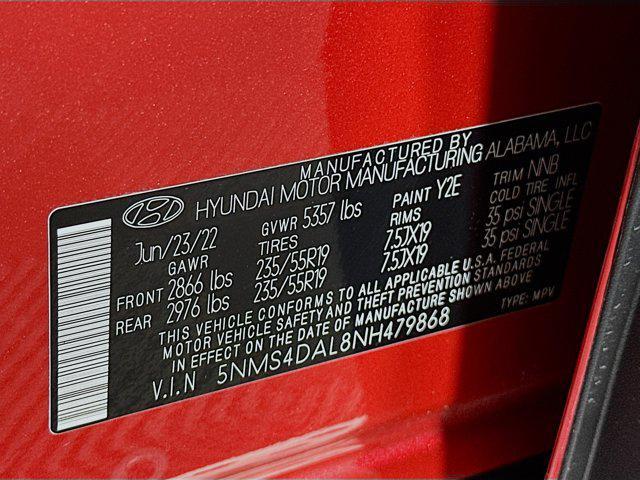 MANUFACTURED BY
HYUNDAI MOTOR MANUFACTURING ALABAMA, LLC
Jun/23/22 GVWR 5357 lbs PAINT Y2E TRIM NNB
GAWR TIRES RIMS COLD TIRE INFL
FRONT 2866 lbs 235/55R19 7.5JX19 35 psi SINGLE
REAR 2976 lbs 235/55R19 7.5JX19 35 psi SINGLE
THIS VEHICLE CONFORMS TO ALL APPLICABLE U.S.A. FEDERAL
MOTOR VEHICLE SAFETY AND THEFT PREVENTION STANDARDS
IN EFFECT ON THE DATE OF MANUFACTURE SHOWN ABOVE
V.I.N 5NMS4DAL8NH479868 TYPE: MPV